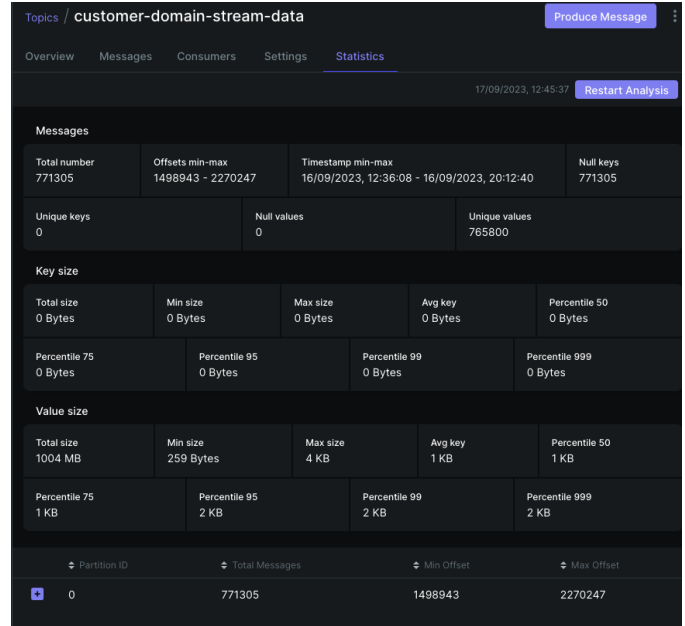 Topics / customer-domain-stream-data Produce Message
Overview Messages Consumers Settings Statistics
17/09/2023, 12:45:37 Restart Analysis
Messages
Total number Offsets min-max Timestamp min-max Null keys
771305 1498943 - 2270247 16/09/2023, 12:36:08 - 16/09/2023, 20:12:40 771305
Unique keys Null values Unique values
0 0 765800
Key size
Total size Min size Max size Avg key Percentile 50
0 Bytes 0 Bytes 0 Bytes 0 Bytes 0 Bytes
Percentile 75 Percentile 95 Percentile 99 Percentile 999
0 Bytes 0 Bytes 0 Bytes 0 Bytes
Value size
Total size Min size Max size Avg key Percentile 50
1004 MB 259 Bytes 4 KB 1 KB 1 KB
Percentile 75 Percentile 95 Percentile 99 Percentile 999
1 KB 2 KB 2 KB 2 KB
Partition ID Total Messages Min Offset Max Offset
0 771305 1498943 2270247